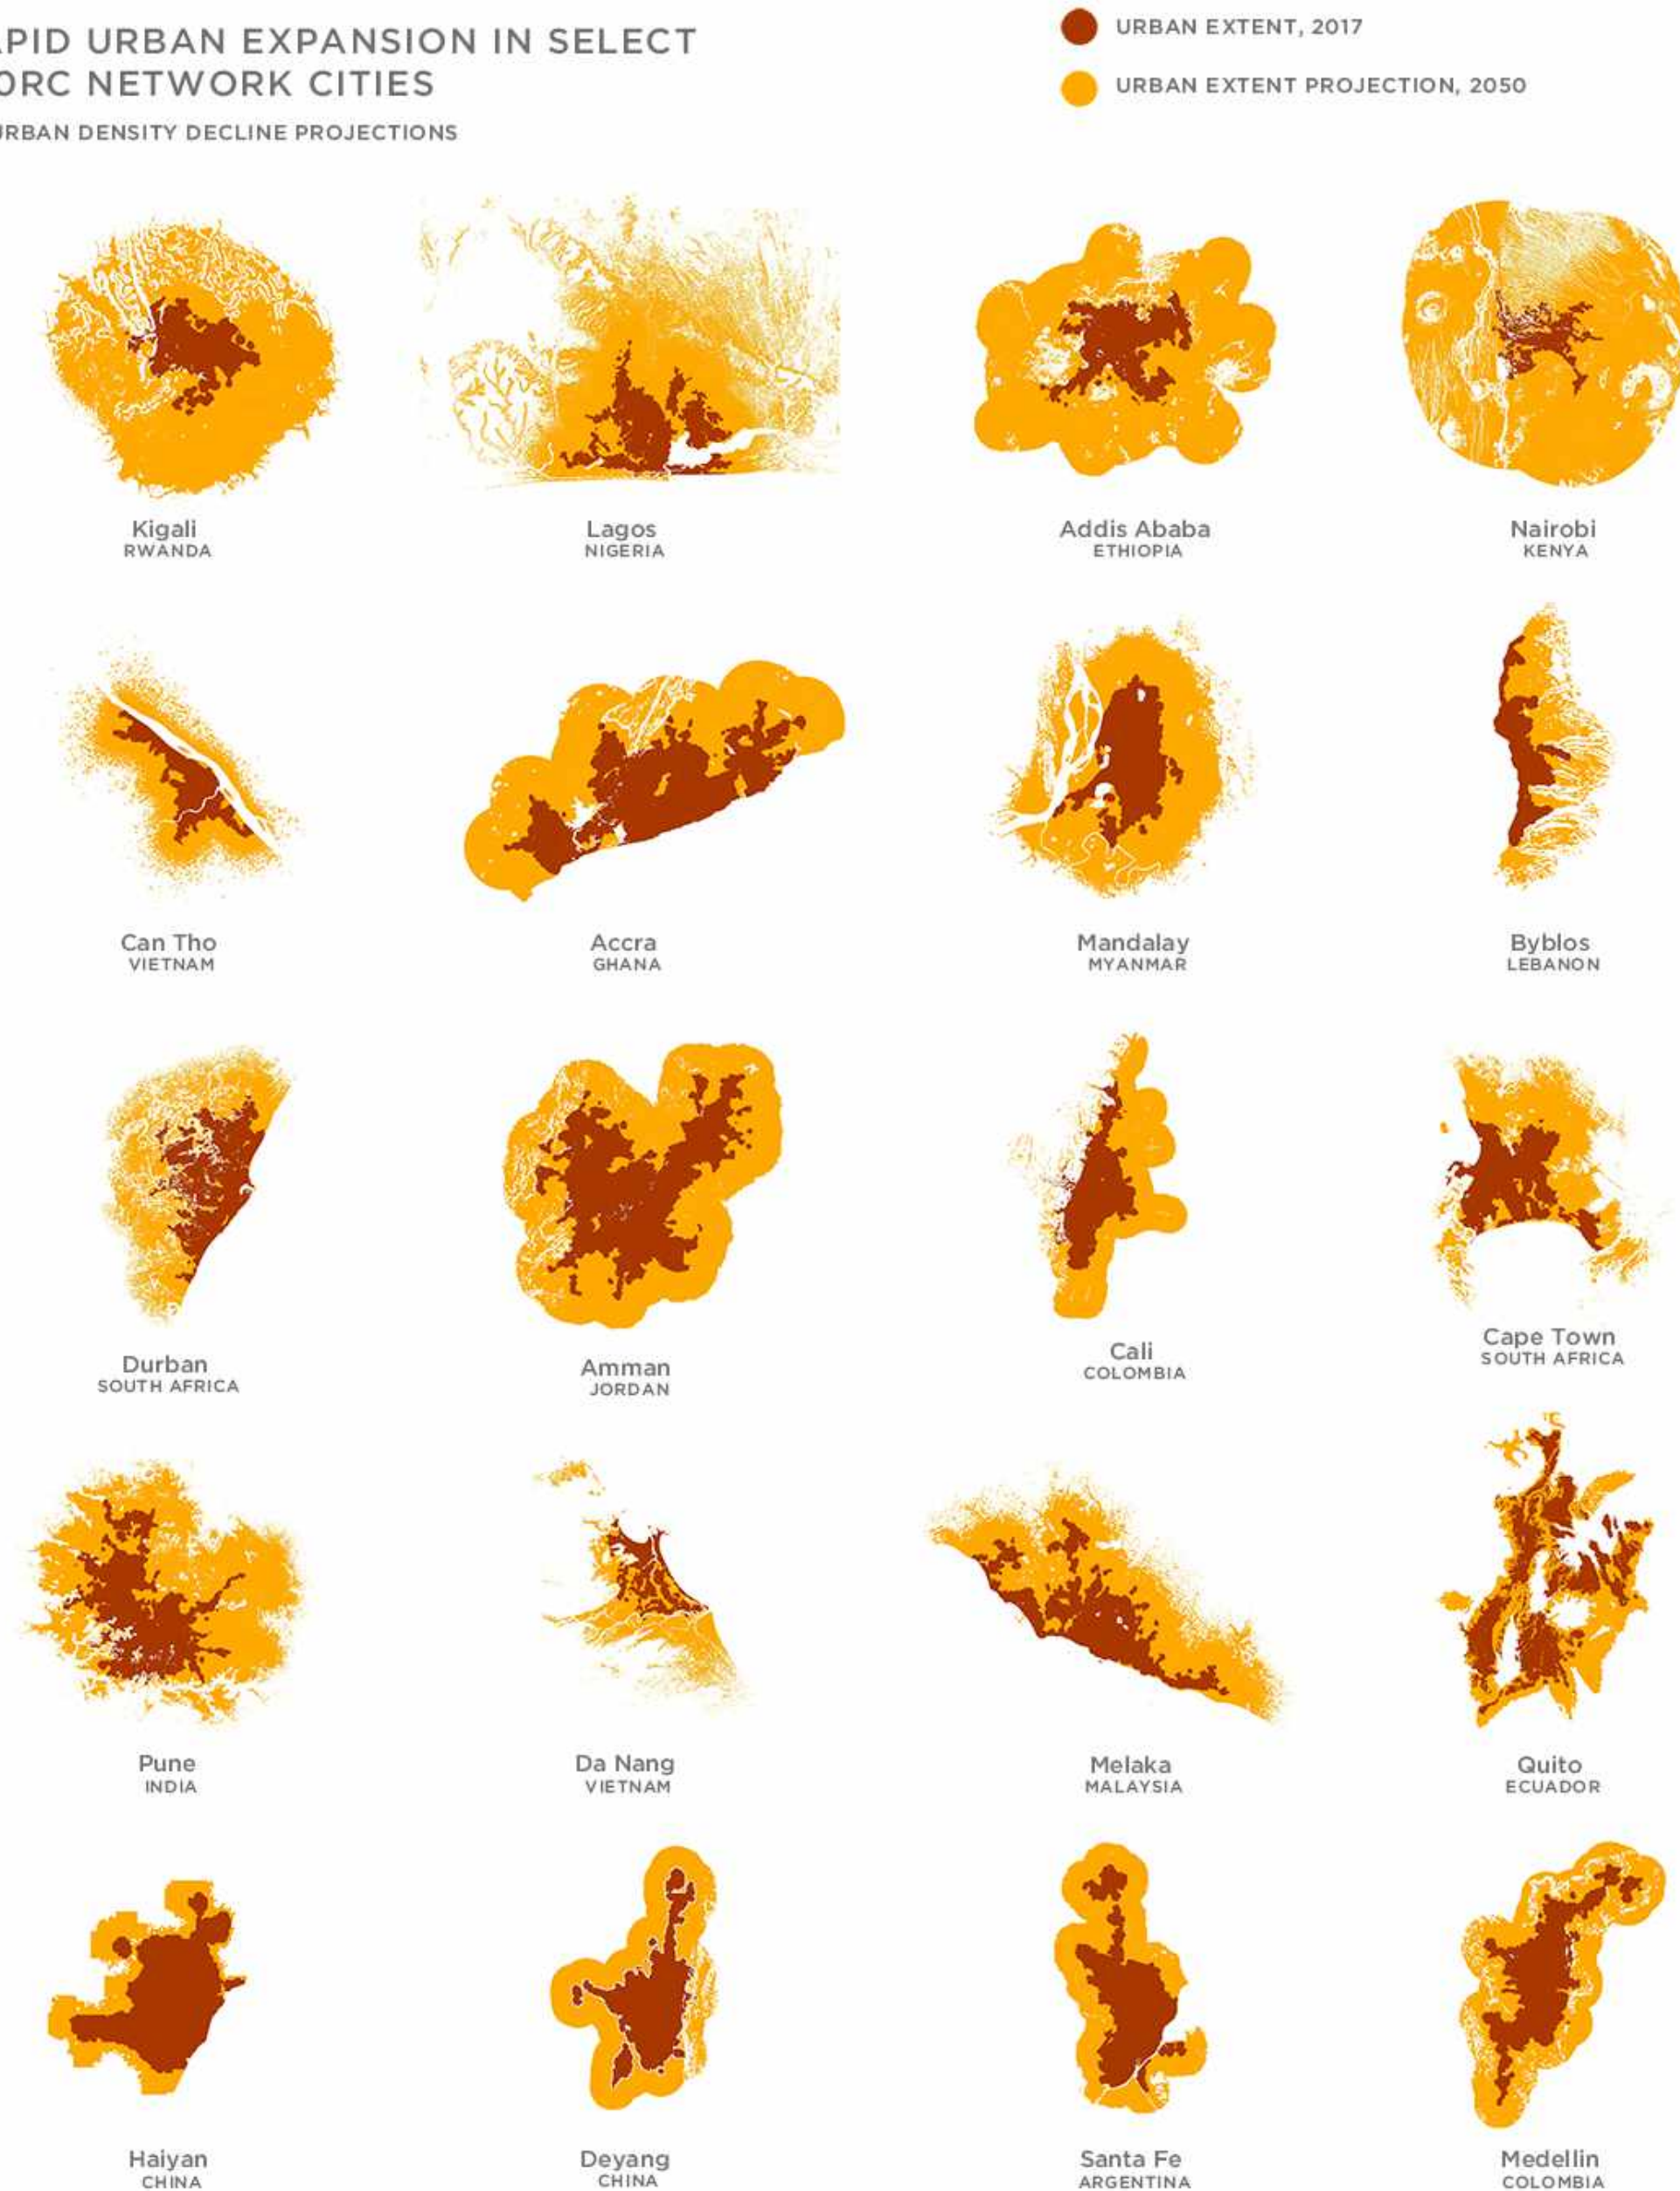 APID URBAN EXPANSION IN SELECT
0RC NETWORK CITIES
URBAN DENSITY DECLINE PROJECTIONS
URBAN EXTENT, 2017
URBAN EXTENT PROJECTION, 2050
Kigali
RWANDA
Lagos
NIGERIA
Addis Ababa
ETHIOPIA
Nairobi
KENYA
Can Tho
VIETNAM
Accra
GHANA
Mandalay
MYANMAR
Byblos
LEBANON
Durban
SOUTH AFRICA
Amman
JORDAN
Cali
COLOMBIA
Cape Town
SOUTH AFRICA
Pune
INDIA
Da Nang
VIETNAM
Melaka
MALAYSIA
Quito
ECUADOR
Haiyan
CHINA
Deyang
CHINA
Santa Fe
ARGENTINA
Medellin
COLOMBIA